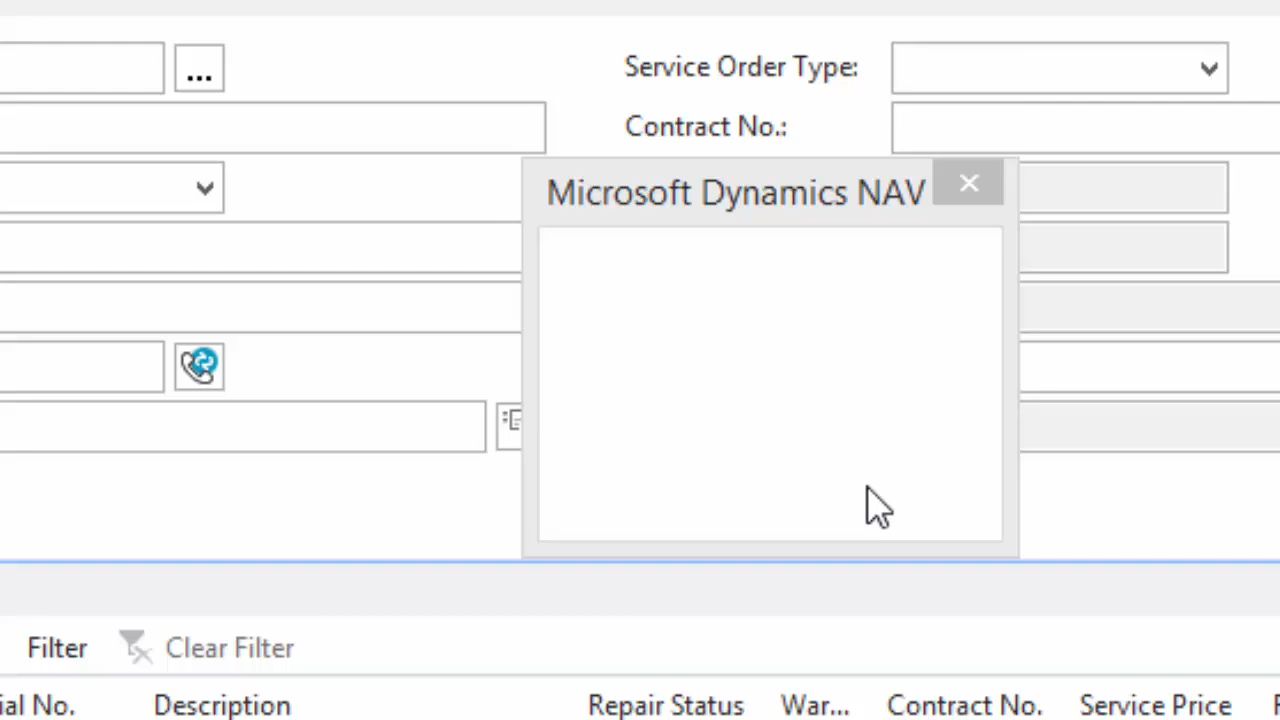 ...
Service Order Type:
Contract No.:
Microsoft Dynamics NAV
Filter
Clear Filter
ial No.
Description
Repair Status
War...
Contract No.
Service Price